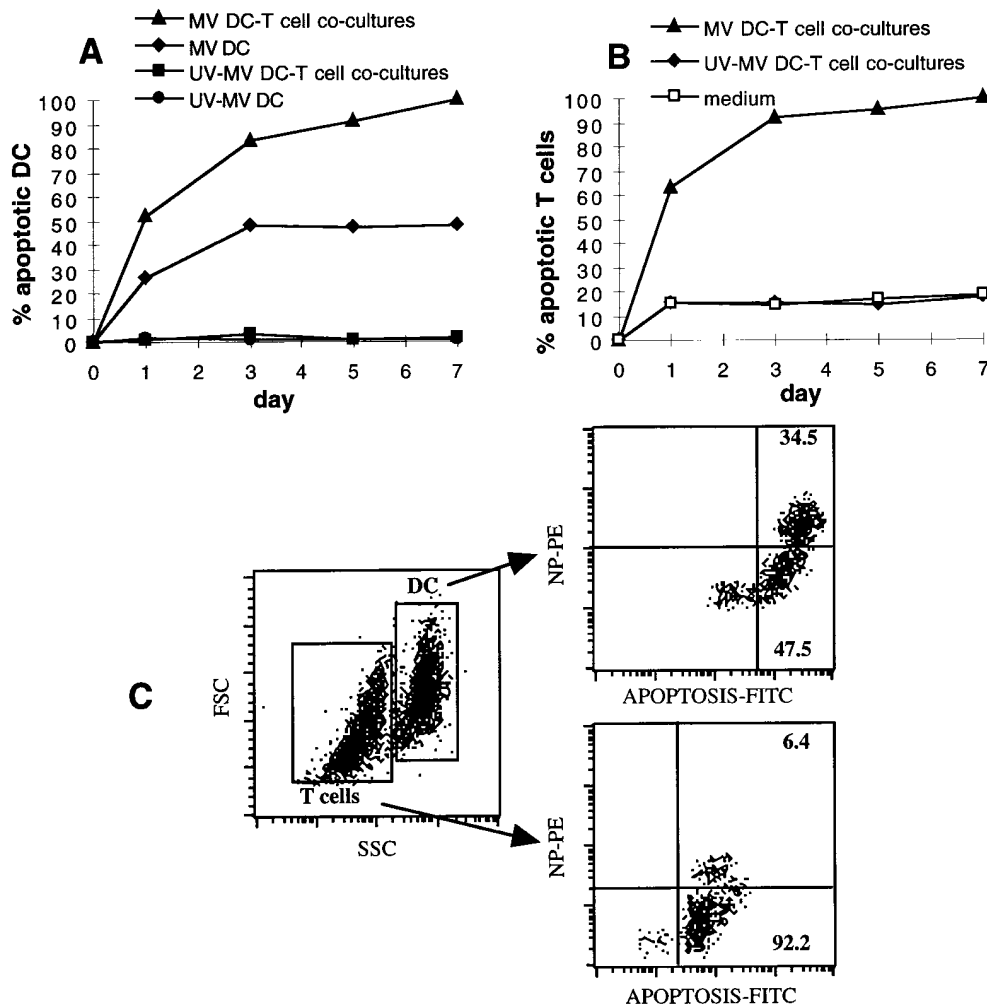 A
MV DC-T cell co-cultures
MV DC
UV-MV DC-T cell co-cultures
UV-MV DC
% apoptotic DC
100
90
80
70
60
50
40
30
20
10
0
0 1 2 3 4 5 6 7
day
B
MV DC-T cell co-cultures
UV-MV DC-T cell co-cultures
medium
% apoptotic T cells
100
90
80
70
60
50
40
30
20
10
0
0 1 2 3 4 5 6 7
day
C
FSC
DC
T cells
SSC
NP-PE
34.5
47.5
APOPTOSIS-FITC
NP-PE
6.4
92.2
APOPTOSIS-FITC